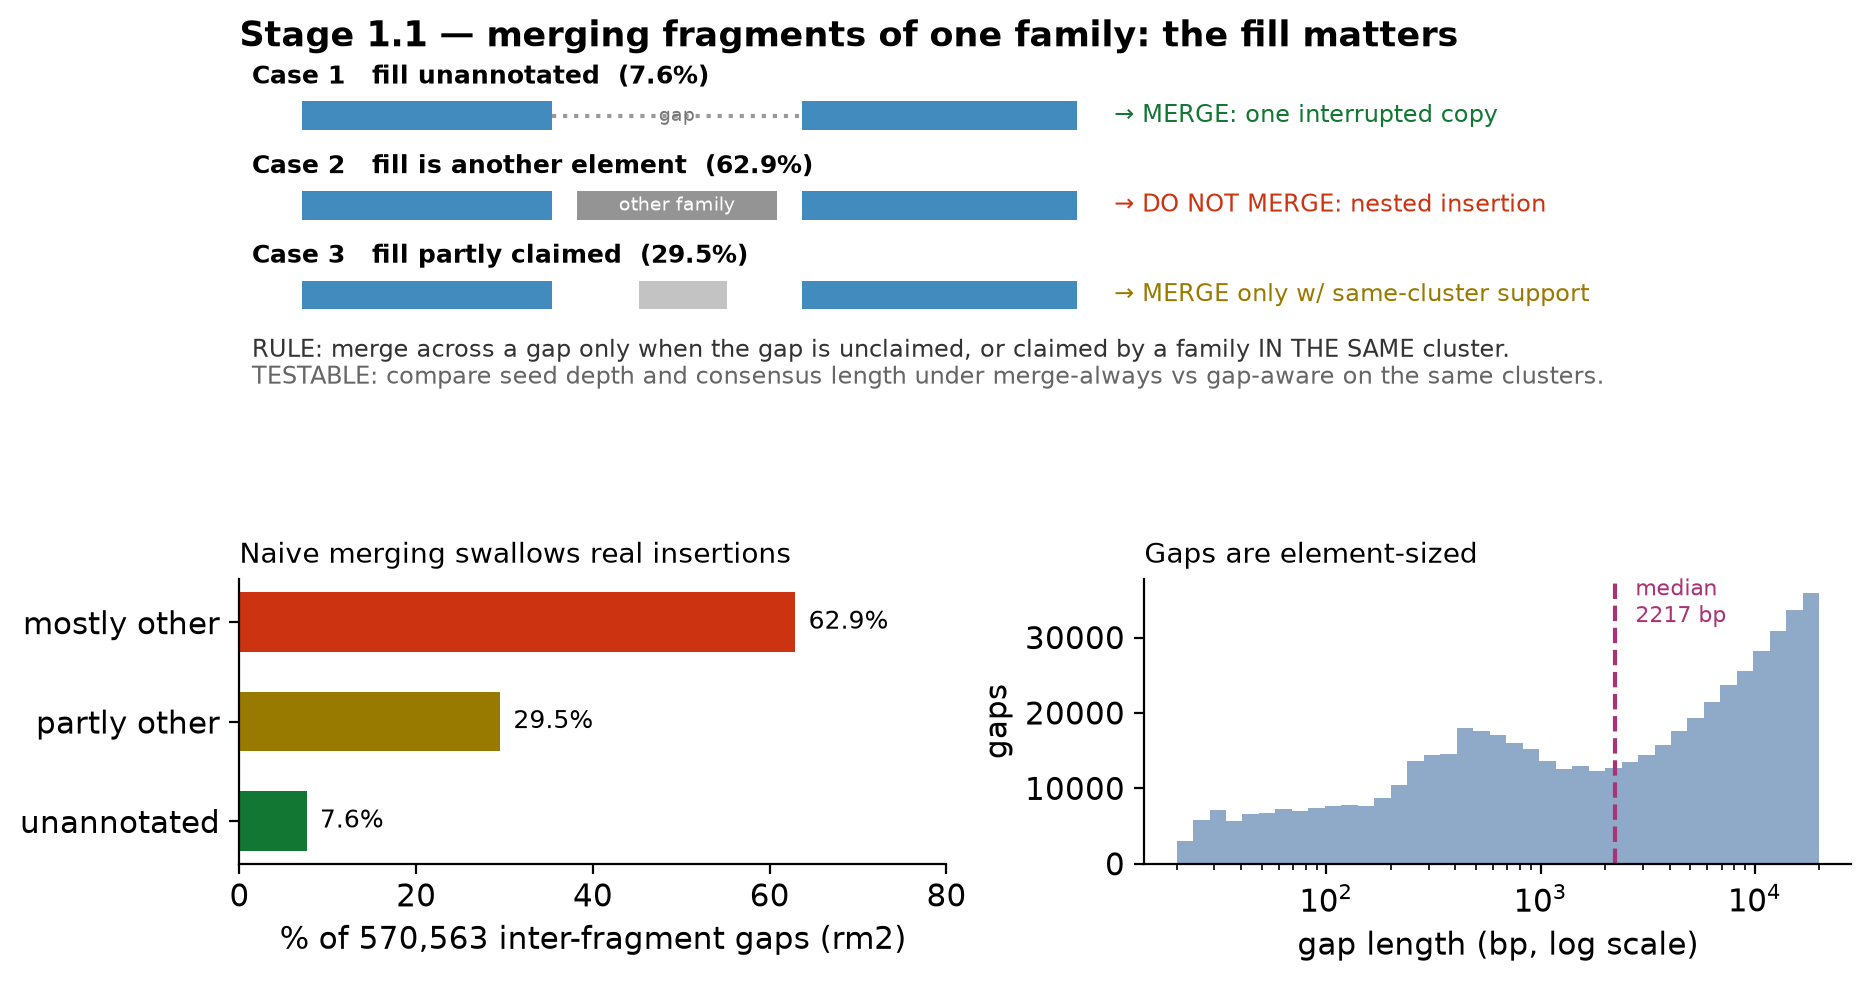 Stage 1.1 — merging fragments of one family: the fill matters
Case 1 fill unannotated (7.6%)
gap
→ MERGE: one interrupted copy
Case 2 fill is another element (62.9%)
other family
→ DO NOT MERGE: nested insertion
Case 3 fill partly claimed (29.5%)
→ MERGE only w/ same-cluster support
RULE: merge across a gap only when the gap is unclaimed, or claimed by a family IN THE SAME cluster.
TESTABLE: compare seed depth and consensus length under merge-always vs gap-aware on the same clusters.
Naive merging swallows real insertions
mostly other
62.9%
partly other
29.5%
unannotated
7.6%
0 20 40 60 80
% of 570,563 inter-fragment gaps (rm2)
Gaps are element-sized
median
2217 bp
gaps
30000
20000
10000
0
10² 10³ 10⁴
gap length (bp, log scale)